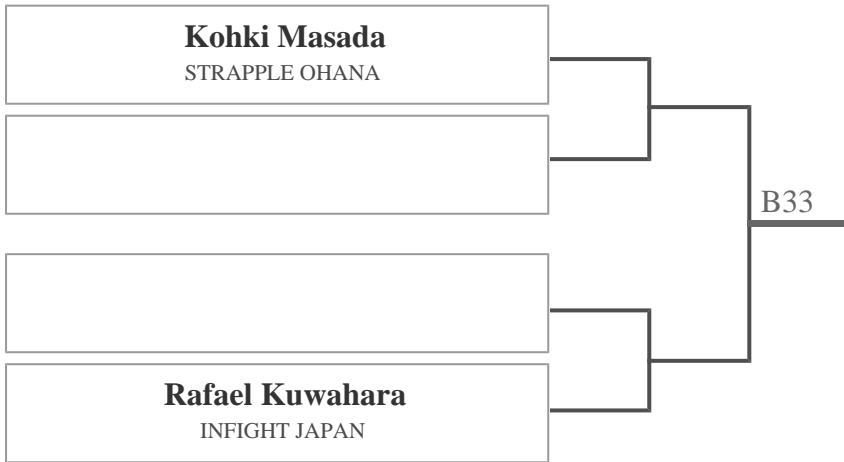 Kohki Masada
STRAPPLE OHANA
B33
Rafael Kuwahara
INFIGHT JAPAN